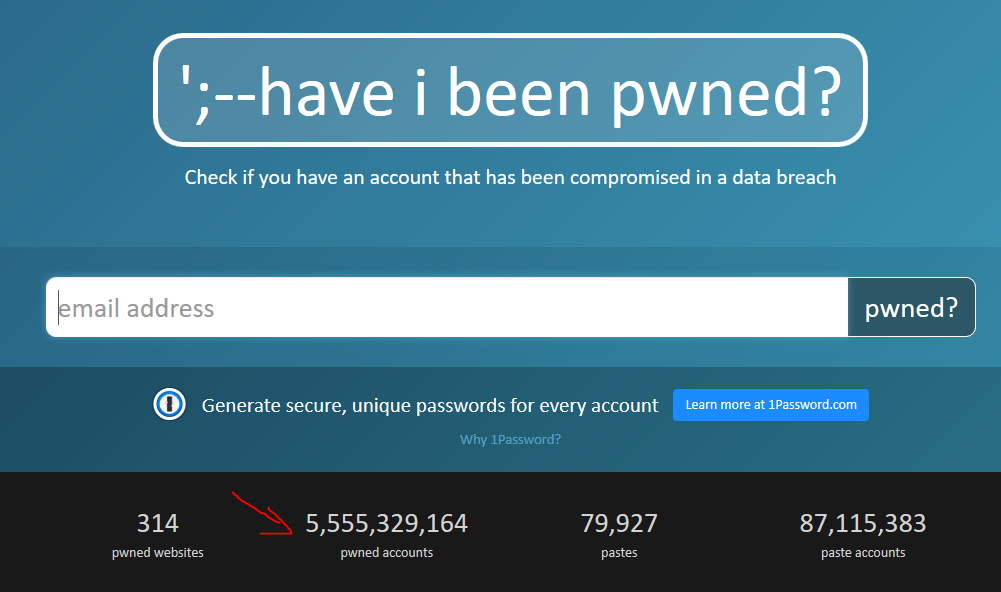 ';--have i been pwned?
Check if you have an account that has been compromised in a data breach
email address
pwned?
Generate secure, unique passwords for every account
Learn more at 1Password.com
Why 1Password?
314
pwned websites
5,555,329,164
pwned accounts
79,927
pastes
87,115,383
paste accounts